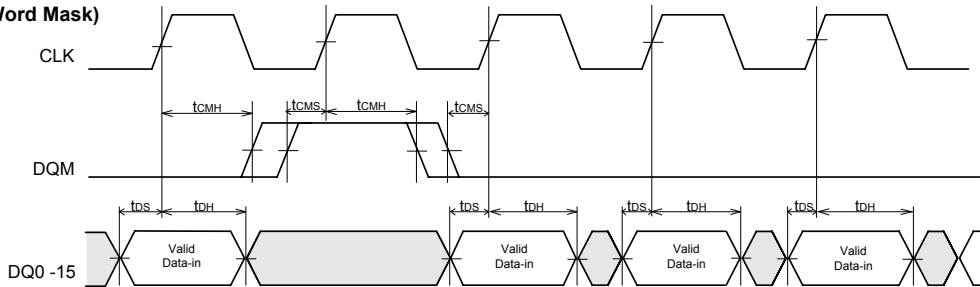 Word Mask)
CLK
tCMH tCMS tCMH tCMS
DQM
tDS tDH tDS tDH tDS tDH tDS tDH
Valid Data-in Valid Data-in Valid Data-in Valid Data-in
DQ0 -15